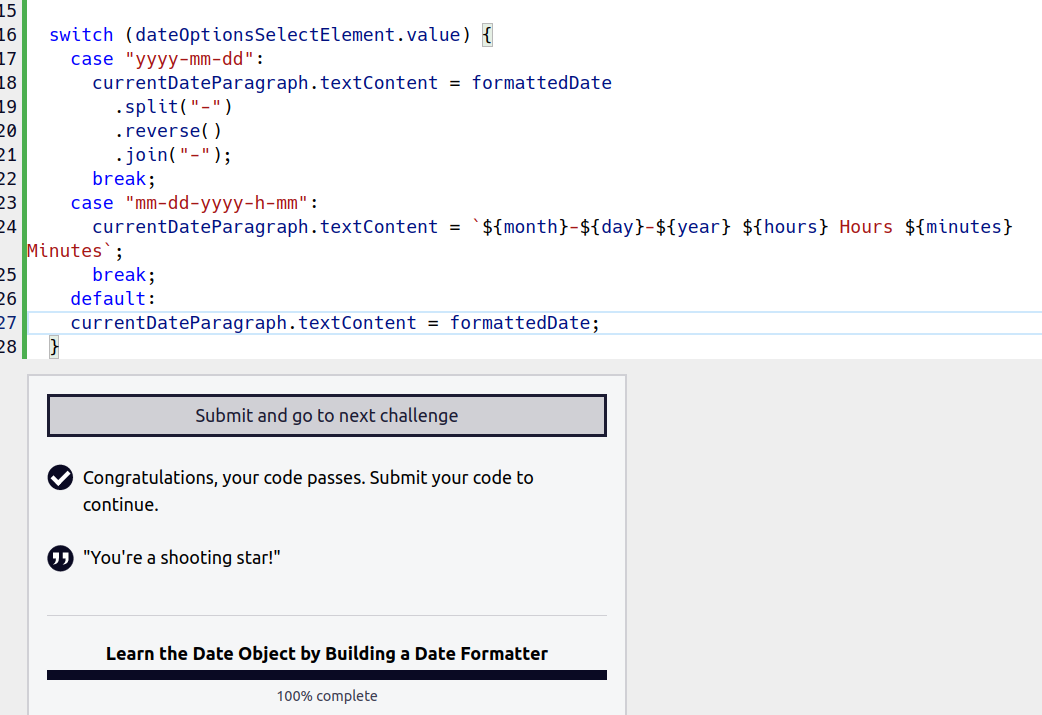 15
16 switch (dateOptionsSelectElement.value) {
17 case "yyyy-mm-dd":
18 currentDateParagraph.textContent = formattedDate
19 .split("-")
20 .reverse()
21 .join("-");
22 break;
23 case "mm-dd-yyyy-h-mm":
24 currentDateParagraph.textContent = `${month}-${day}-${year} ${hours} Hours ${minutes}
Minutes`;
25 break;
26 default:
27 currentDateParagraph.textContent = formattedDate;
28 }
Submit and go to next challenge
Congratulations, your code passes. Submit your code to
continue.
"You're a shooting star!"
Learn the Date Object by Building a Date Formatter
100% complete